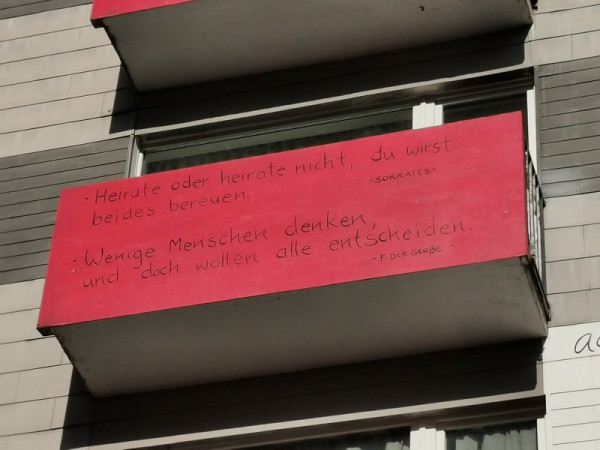 - Heirate oder heirate nicht, du wirst
beides bereuen.
-SOKRATES-
· Wenige Menschen denken,
und doch wollen alle entscheiden.
- F. DER GROßE -